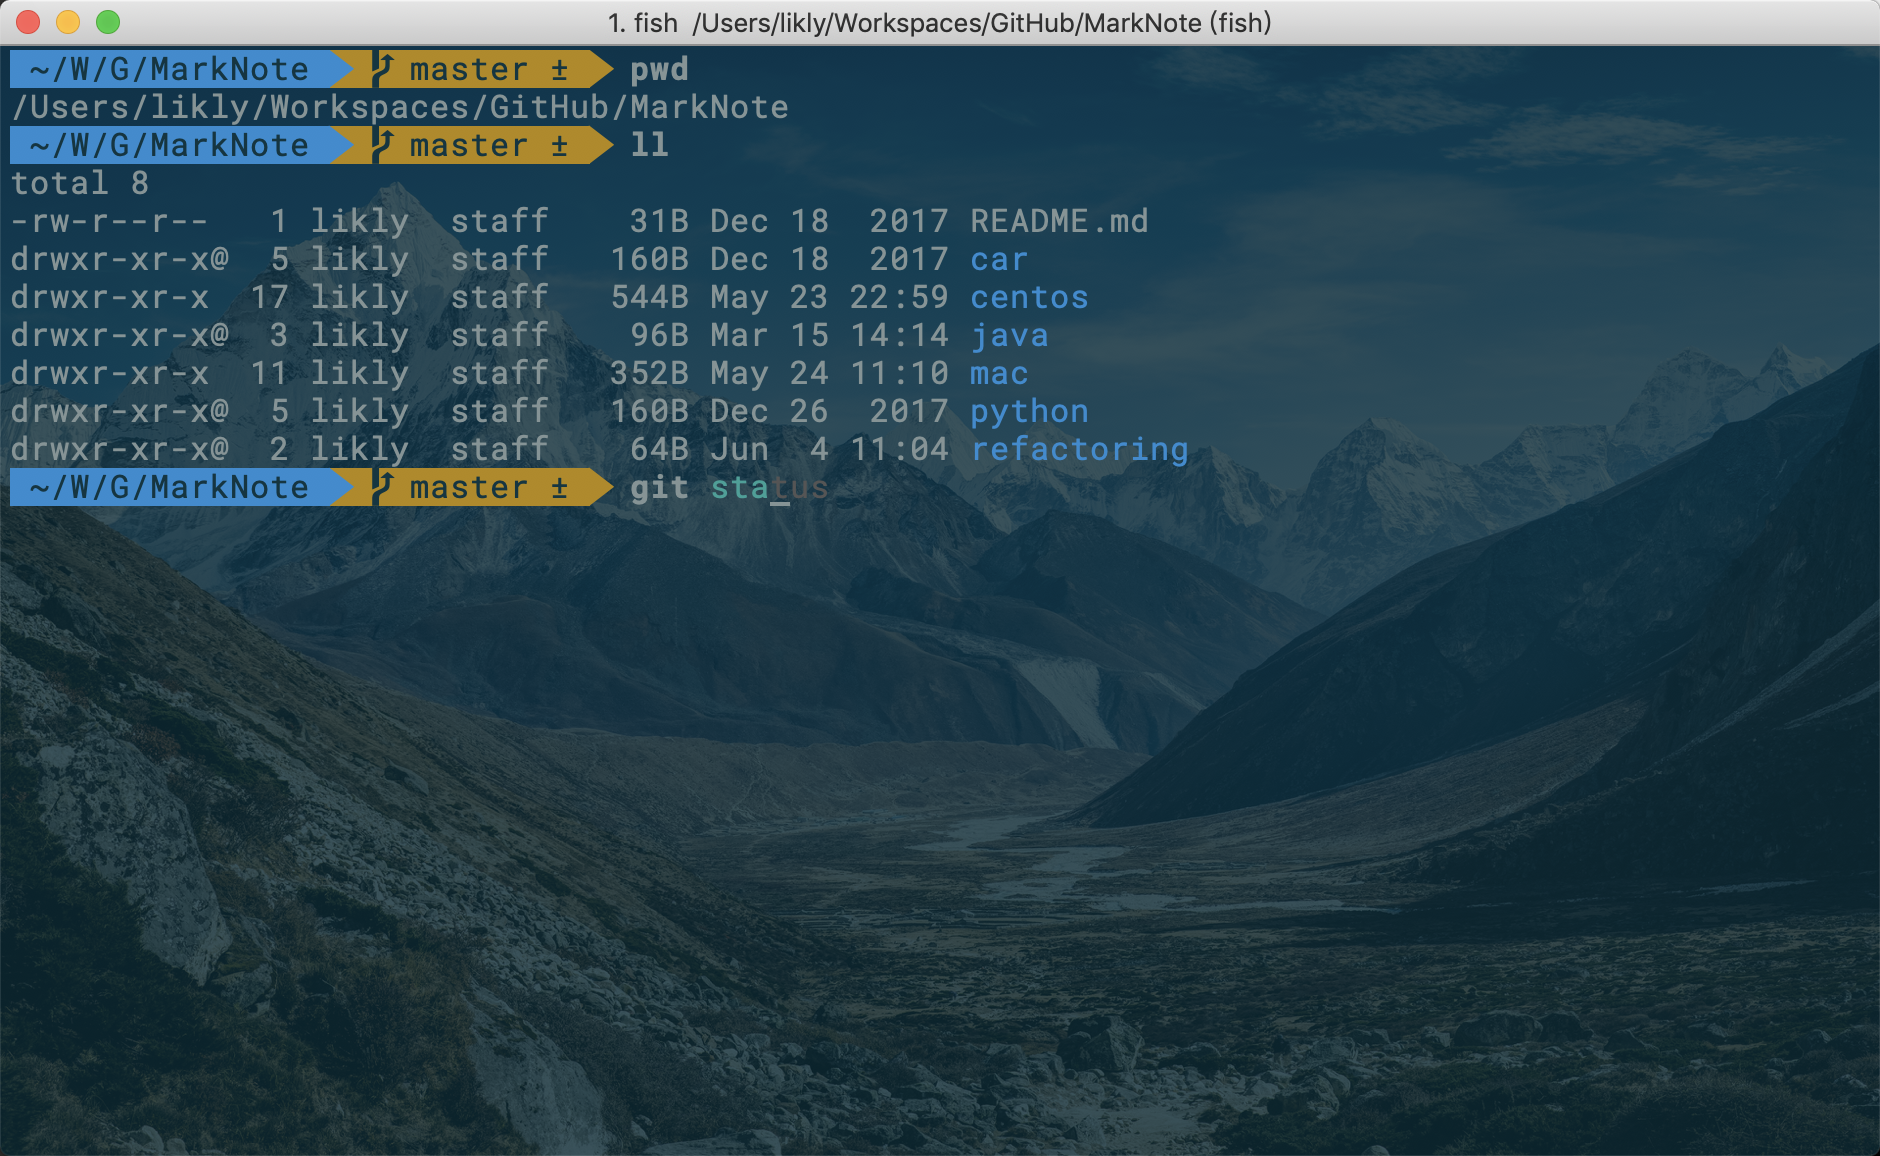 1. fish /Users/likly/Workspaces/GitHub/MarkNote (fish)
~/W/G/MarkNote master ± pwd
/Users/likly/Workspaces/GitHub/MarkNote
~/W/G/MarkNote master ± ll
total 8
-rw-r--r-- 1 likly staff 31B Dec 18 2017 README.md
drwxr-xr-x@ 5 likly staff 160B Dec 18 2017 car
drwxr-xr-x 17 likly staff 544B May 23 22:59 centos
drwxr-xr-x@ 3 likly staff 96B Mar 15 14:14 java
drwxr-xr-x 11 likly staff 352B May 24 11:10 mac
drwxr-xr-x@ 5 likly staff 160B Dec 26 2017 python
drwxr-xr-x@ 2 likly staff 64B Jun 4 11:04 refactoring
~/W/G/MarkNote master ± git status